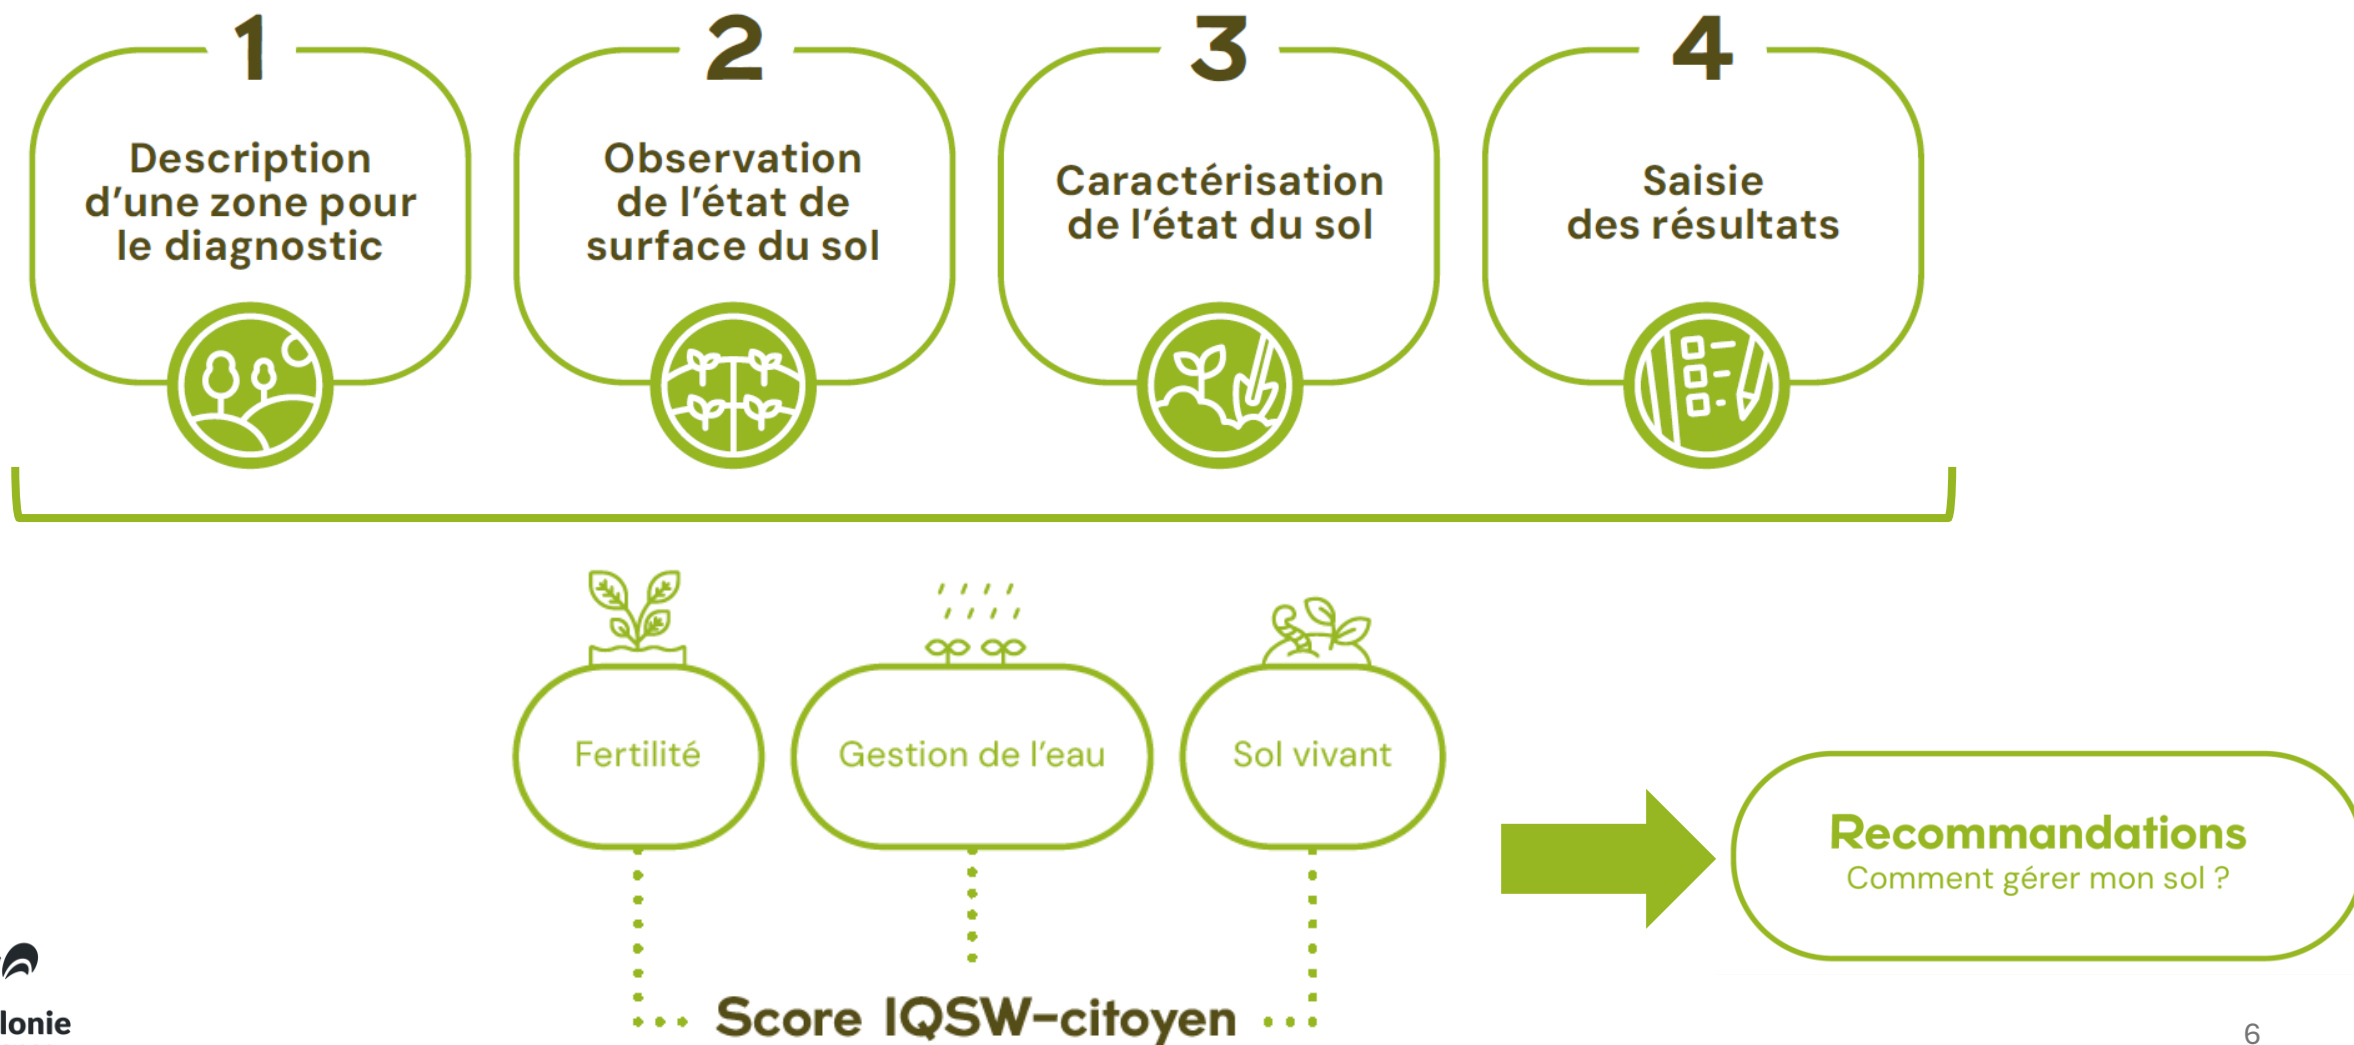 1
Description
d'une zone pour
le diagnostic
2
Observation
de l'état de
surface du sol
3
Caractérisation
de l'état du sol
4
Saisie
des résultats
Fertilité
Gestion de l'eau
Sol vivant
Recommandations
Comment gérer mon sol ?
Score IQSW-citoyen
lonie
6